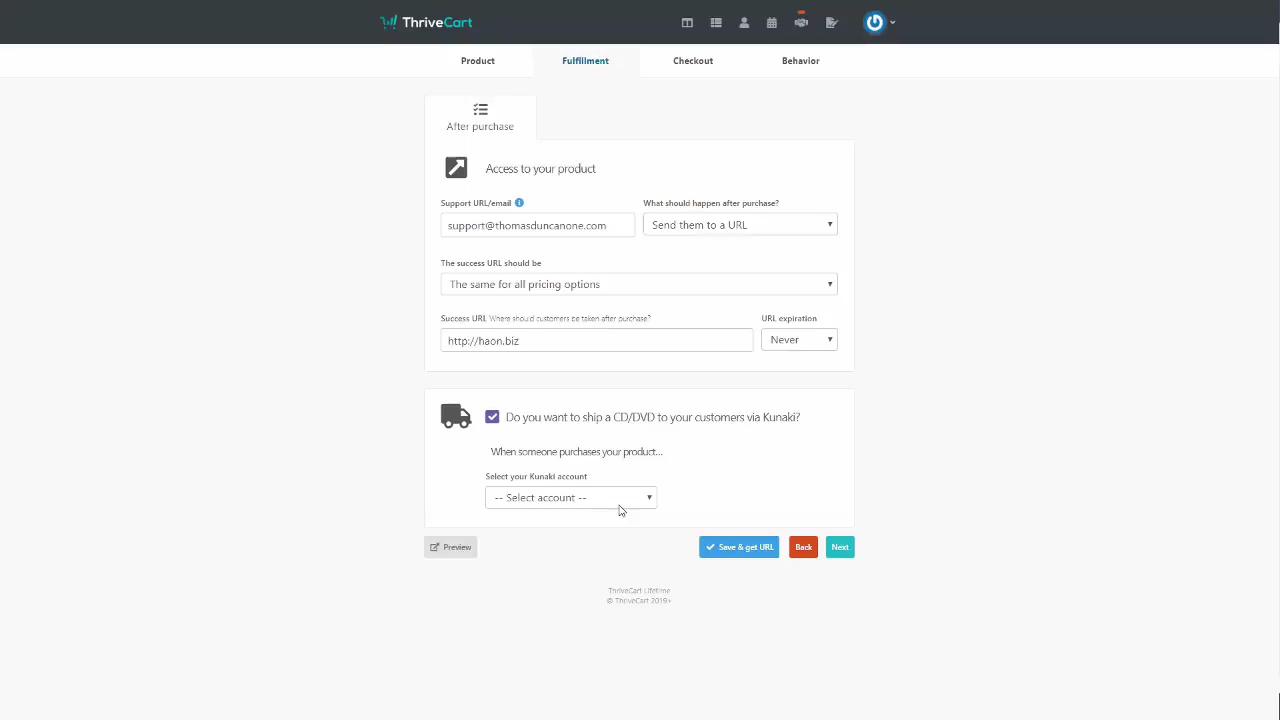 ThriveCart
Product
Fulfillment
Checkout
Behavior
After purchase
Access to your product
Support URL/email
What should happen after purchase?
support@thomasduncanone.com
Send them to a URL
The success URL should be
The same for all pricing options
Success URL Where should customers be taken after purchase?
URL expiration
http://haon.biz
Never
Do you want to ship a CD/DVD to your customers via Kunaki?
When someone purchases your product...
Select your Kunaki account
-- Select account --
Preview
Save & get URL
Back
Next
ThriveCart Lifetime
© ThriveCart 2019+